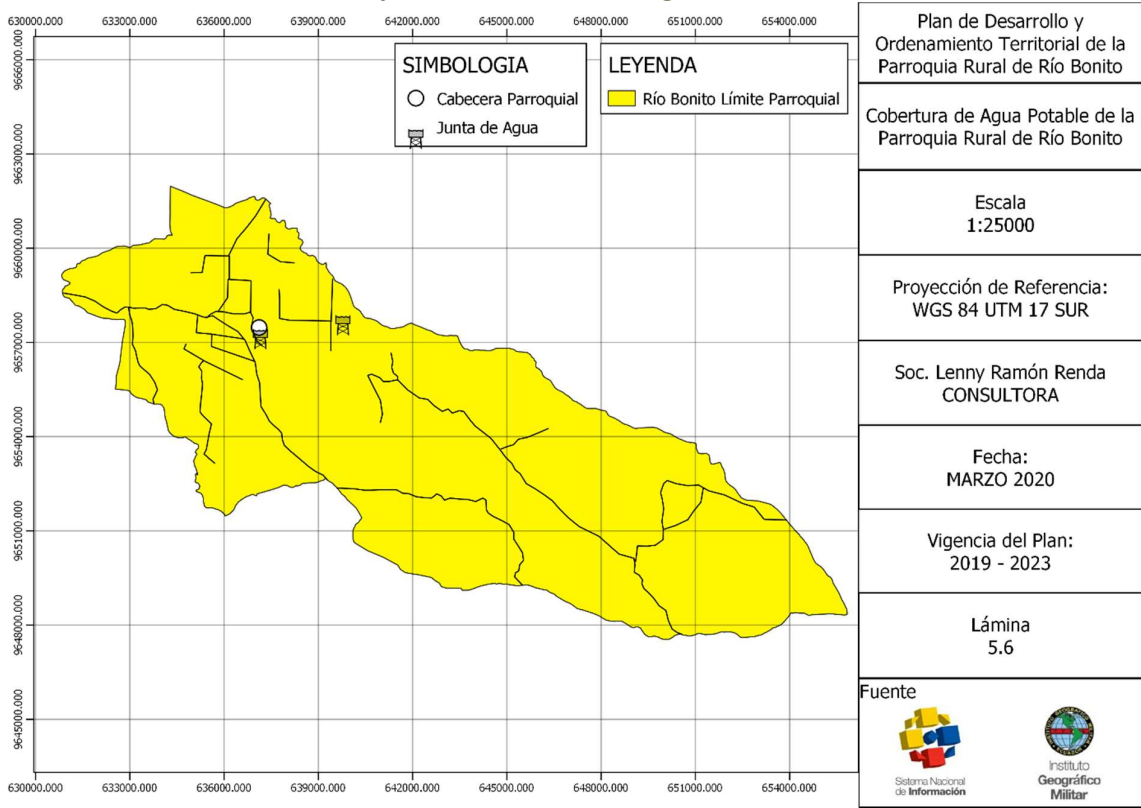 630000.000 633000.000 636000.000 639000.000 642000.000 645000.000 648000.000 651000.000 654000.000
9666000.000
9663000.000
9660000.000
9657000.000
9654000.000
9651000.000
9648000.000
9645000.000
SIMBOLOGIA
Cabecera Parroquial
Junta de Agua
LEYENDA
Río Bonito Límite Parroquial
630000.000 633000.000 636000.000 639000.000 642000.000 645000.000 648000.000 651000.000 654000.000
Plan de Desarrollo y
Ordenamiento Territorial de la
Parroquia Rural de Río Bonito
Cobertura de Agua Potable de la
Parroquia Rural de Río Bonito
Escala
1:25000
Proyección de Referencia:
WGS 84 UTM 17 SUR
Soc. Lenny Ramón Renda
CONSULTORA
Fecha:
MARZO 2020
Vigencia del Plan:
2019 - 2023
Lámina
5.6
Fuente
Sistema Nacional
de Información
Instituto
Geográfico
Militar